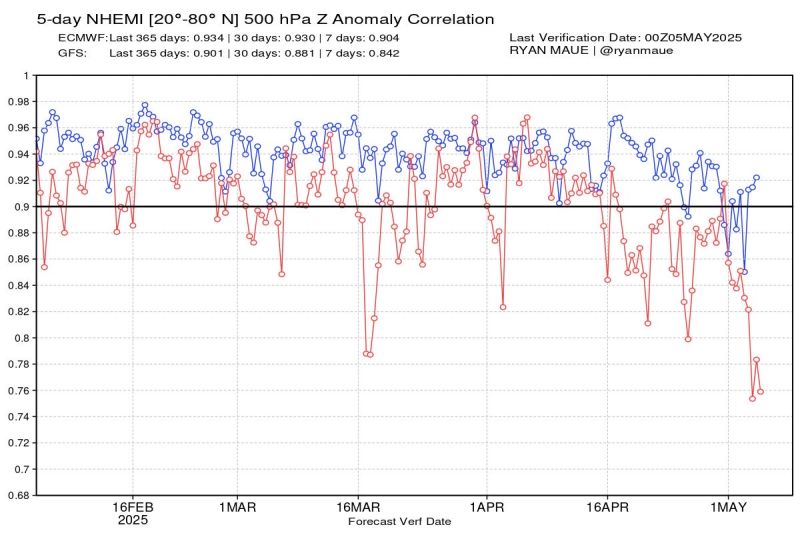 5-day NHEMI [20°-80° N] 500 hPa Z Anomaly Correlation
ECMWF: Last 365 days: 0.934 | 30 days: 0.930 | 7 days: 0.904
GFS: Last 365 days: 0.901 | 30 days: 0.881 | 7 days: 0.842
Last Verification Date: 00Z05MAY2025
RYAN MAUE | @ryanmaue
1
0.98
0.96
0.94
0.92
0.9
0.88
0.86
0.84
0.82
0.8
0.78
0.76
0.74
0.72
0.7
0.68
16FEB 1MAR 16MAR 1APR 16APR 1MAY
2025
Forecast Verf Date